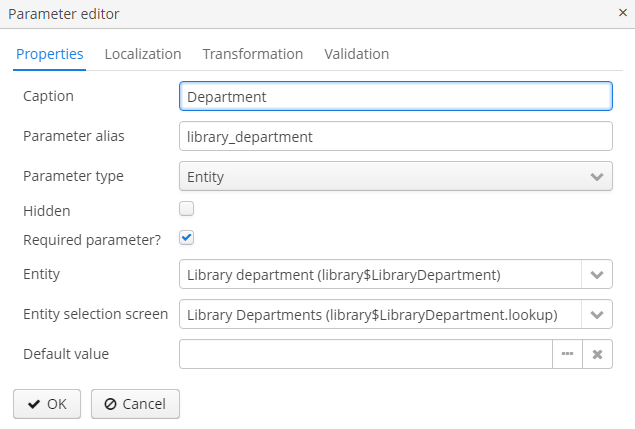 Parameter editor
Properties Localization Transformation Validation
Caption Department
Parameter alias library_department
Parameter type Entity
Hidden
Required parameter?
Entity Library department (library$LibraryDepartment)
Entity selection screen Library Departments (library$LibraryDepartment.lookup)
Default value
OK Cancel